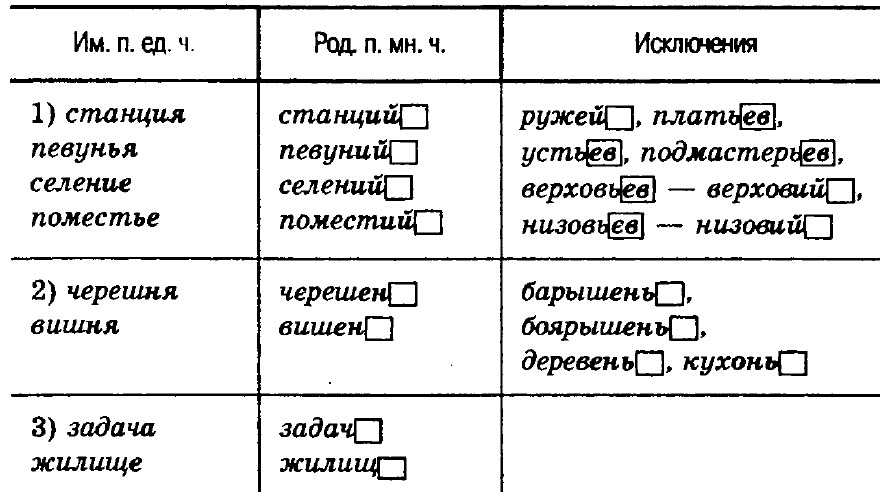 Им. п. ед. ч. Род. п. мн. ч. Исключения
1) станция станций□ ружей□, платьев,
певунья певуний□ устьев, подмастерьев,
селение селений□ верховьев — верховий□,
поместье поместий□ низовьев — низовий□
2) черешня черешен□ барышень□,
вишня вишен□ боярышень□,
деревень□, кухонь□
3) задача задач□
жилище жилищ□